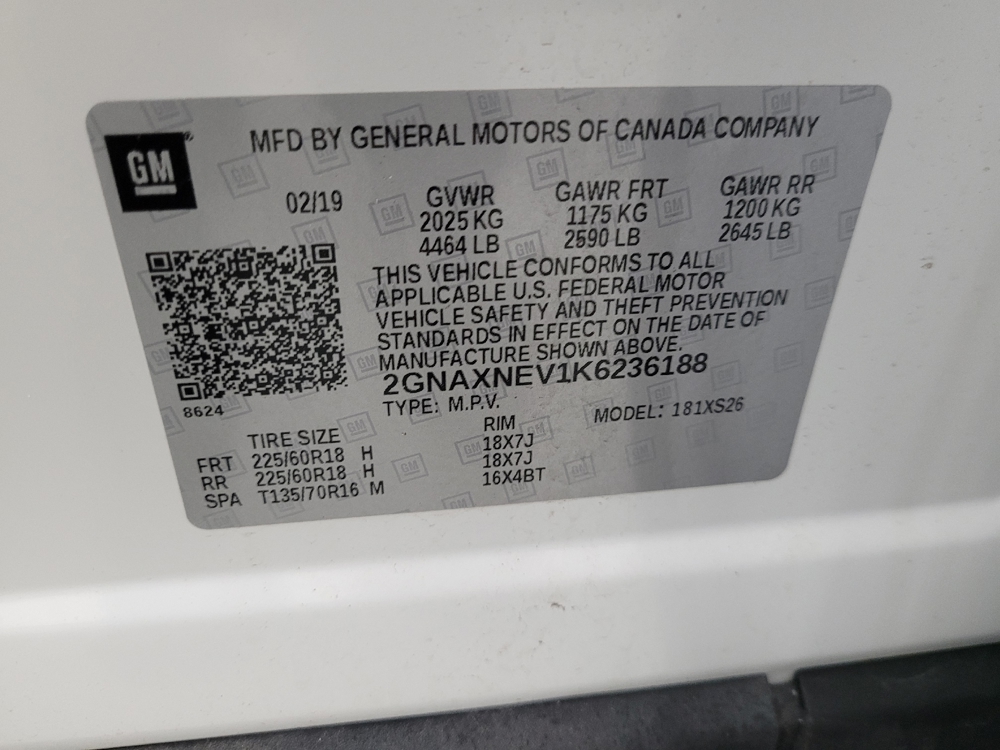 GM
MFD BY GENERAL MOTORS OF CANADA COMPANY
02/19
GVWR GAWR FRT GAWR RR
2025 KG 1175 KG 1200 KG
4464 LB 2590 LB 2645 LB
THIS VEHICLE CONFORMS TO ALL
APPLICABLE U.S. FEDERAL MOTOR
VEHICLE SAFETY AND THEFT PREVENTION
STANDARDS IN EFFECT ON THE DATE OF
MANUFACTURE SHOWN ABOVE.
2GNAXNEV1K6236188
8624
TYPE: M.P.V. MODEL: 181XS26
TIRE SIZE RIM
FRT 225/60R18 H 18X7J
RR 225/60R18 H 18X7J
SPA T135/70R16 M 16X4BT